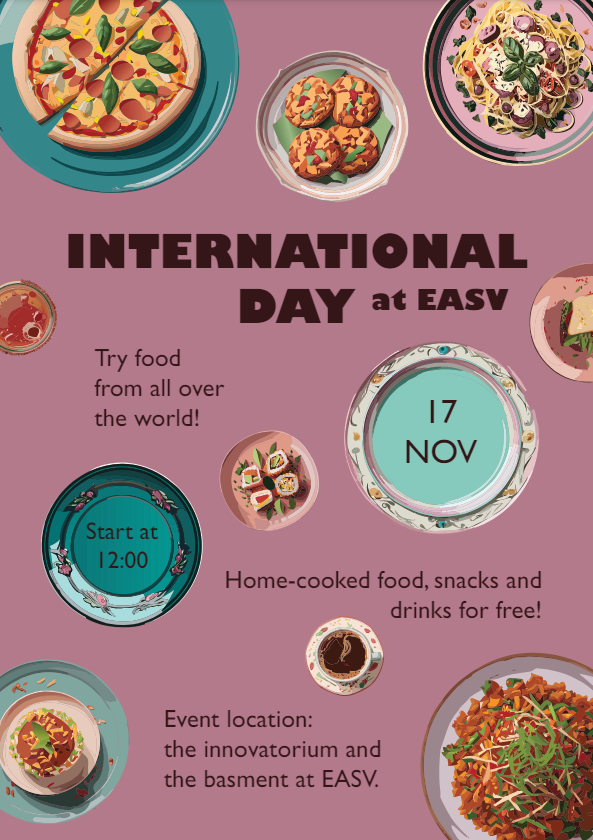 INTERNATIONAL
DAY at EASV
Try food
from all over
the world!
17
NOV
Start at
12:00
Home-cooked food, snacks and
drinks for free!
Event location:
the innovatorium and
the basment at EASV.